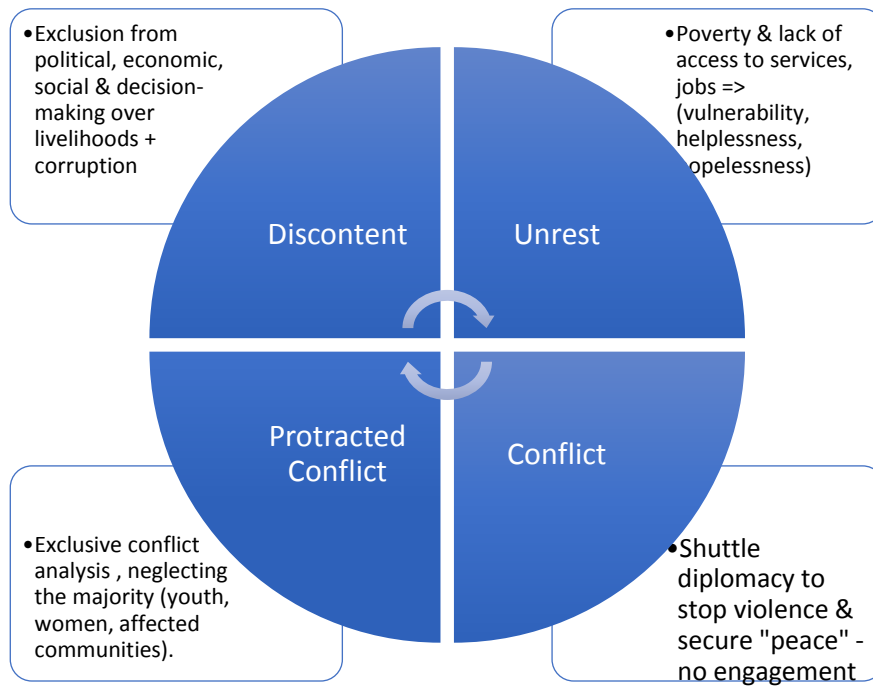 •Exclusion from
political, economic,
social & decision-
making over
livelihoods +
corruption
•Poverty & lack of
access to services,
jobs =>
(vulnerability,
helplessness,
opelessness)
Discontent
Unrest
Protracted
Conflict
Conflict
•Exclusive conflict
analysis , neglecting
the majority (youth,
women, affected
communities).
•Shuttle
diplomacy to
stop violence &
secure "peace" -
no engagement